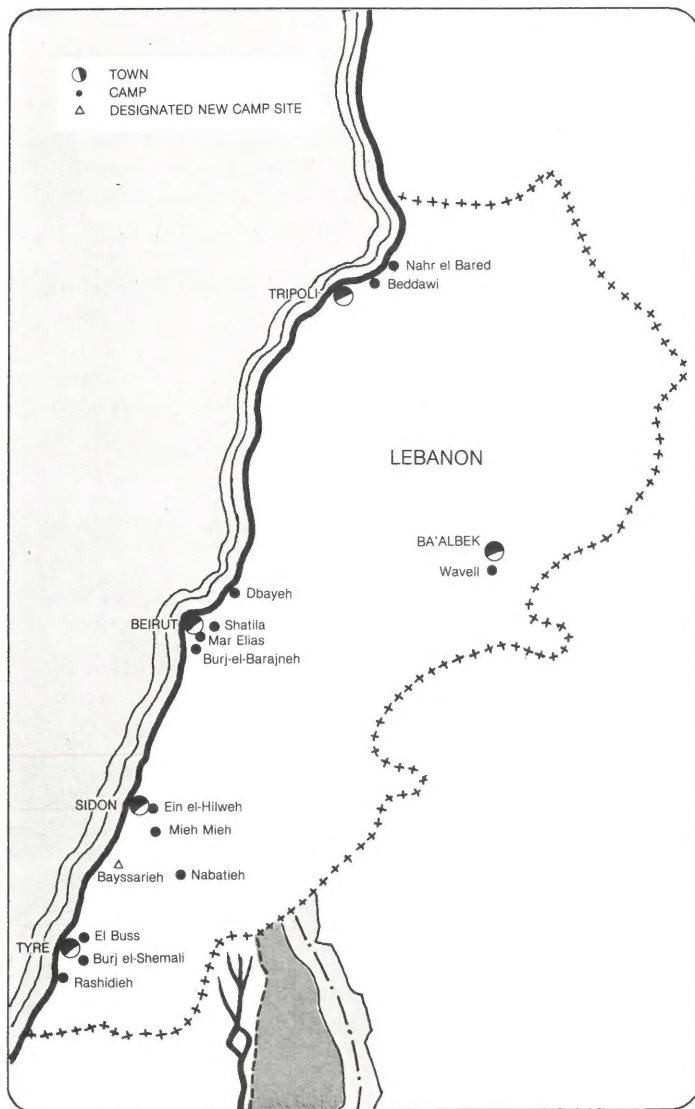 TOWN
CAMP
DESIGNATED NEW CAMP SITE
Nahr el Bared
Beddawi
TRIPOLI
LEBANON
BA'ALBEK
Wavell
Dbayeh
BEIRUT
Shatila
Mar Elias
Burj-el-Barajneh
SIDON
Ein el-Hilweh
Mieh Mieh
Bayssarieh
Nabatieh
El Buss
TYRE
Burj el-Shemali
Rashidieh